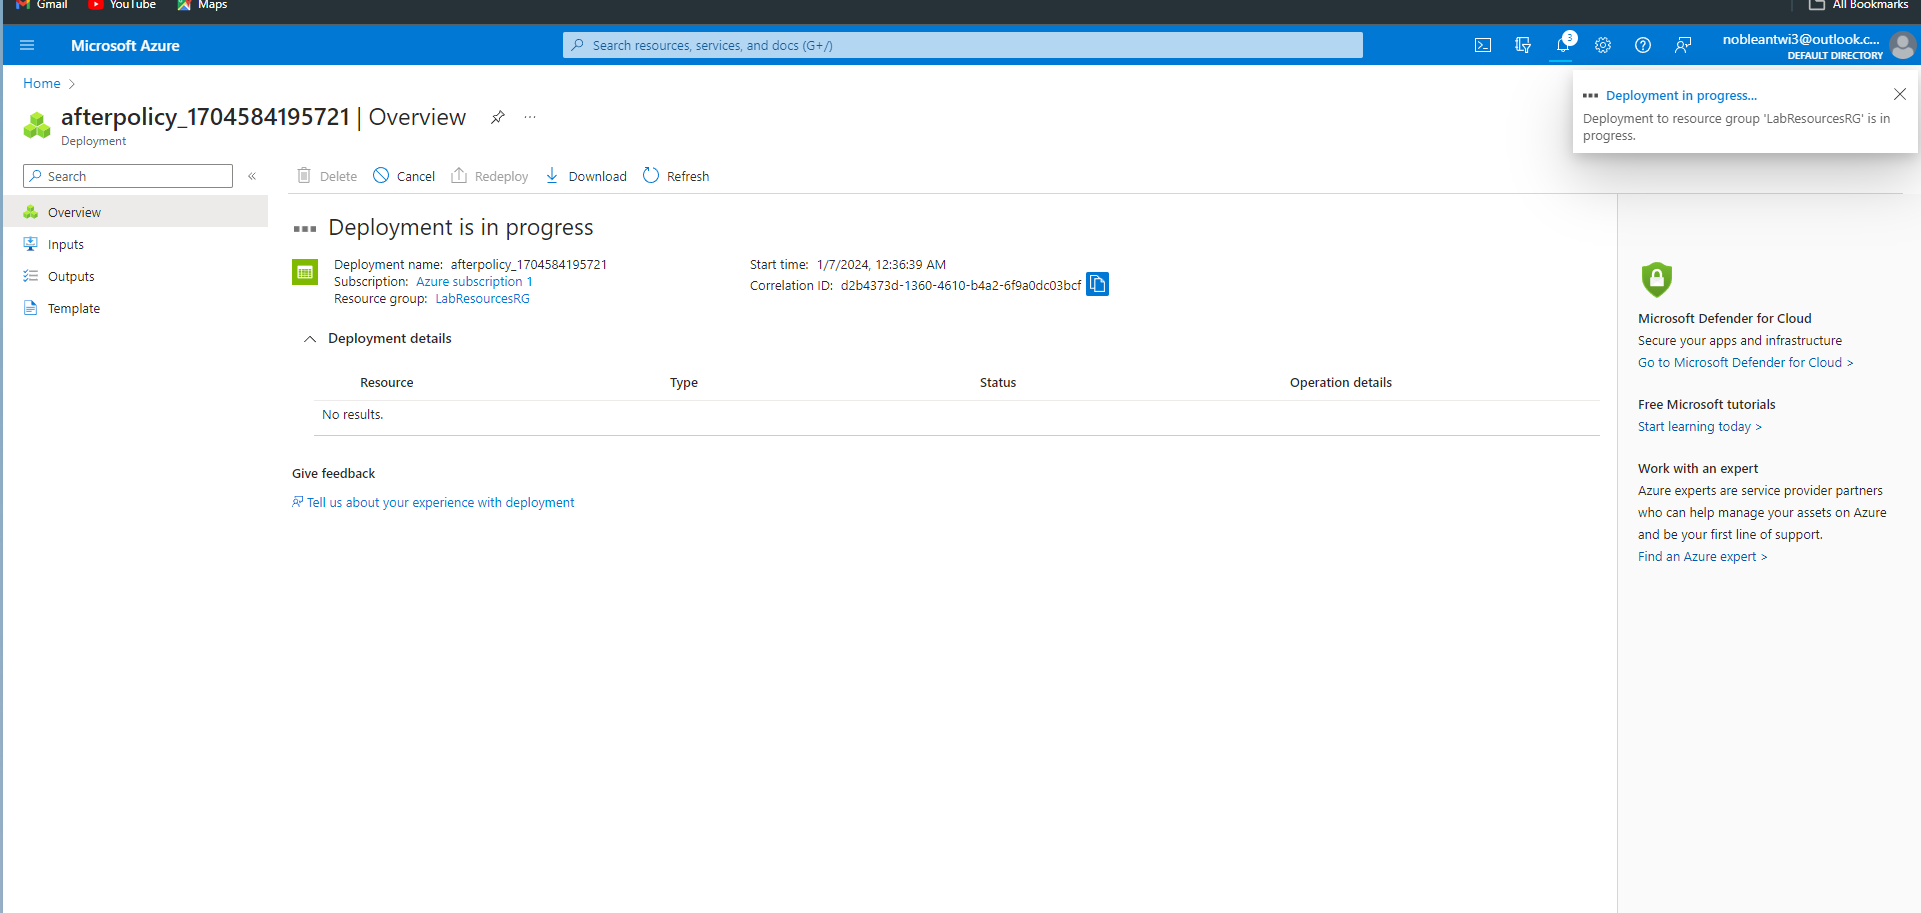 Gmail YouTube Maps All Bookmarks
Microsoft Azure Search resources, services, and docs (G+/) 3 nobleantwi3@outlook.c...
DEFAULT DIRECTORY
Home >
Deployment in progress...
Deployment to resource group 'LabResourcesRG' is in
progress.
afterpolicy_1704584195721 | Overview ...
Deployment
Search «
Delete Cancel Redeploy Download Refresh
Overview
Inputs
Outputs
Template
Deployment is in progress
Deployment name: afterpolicy_1704584195721
Subscription: Azure subscription 1
Resource group: LabResourcesRG
Start time: 1/7/2024, 12:36:39 AM
Correlation ID: d2b4373d-1360-4610-b4a2-6f9a0dc03bcf
Deployment details
Resource Type Status Operation details
No results.
Give feedback
Tell us about your experience with deployment
Microsoft Defender for Cloud
Secure your apps and infrastructure
Go to Microsoft Defender for Cloud >
Free Microsoft tutorials
Start learning today >
Work with an expert
Azure experts are service provider partners
who can help manage your assets on Azure
and be your first line of support.
Find an Azure expert >